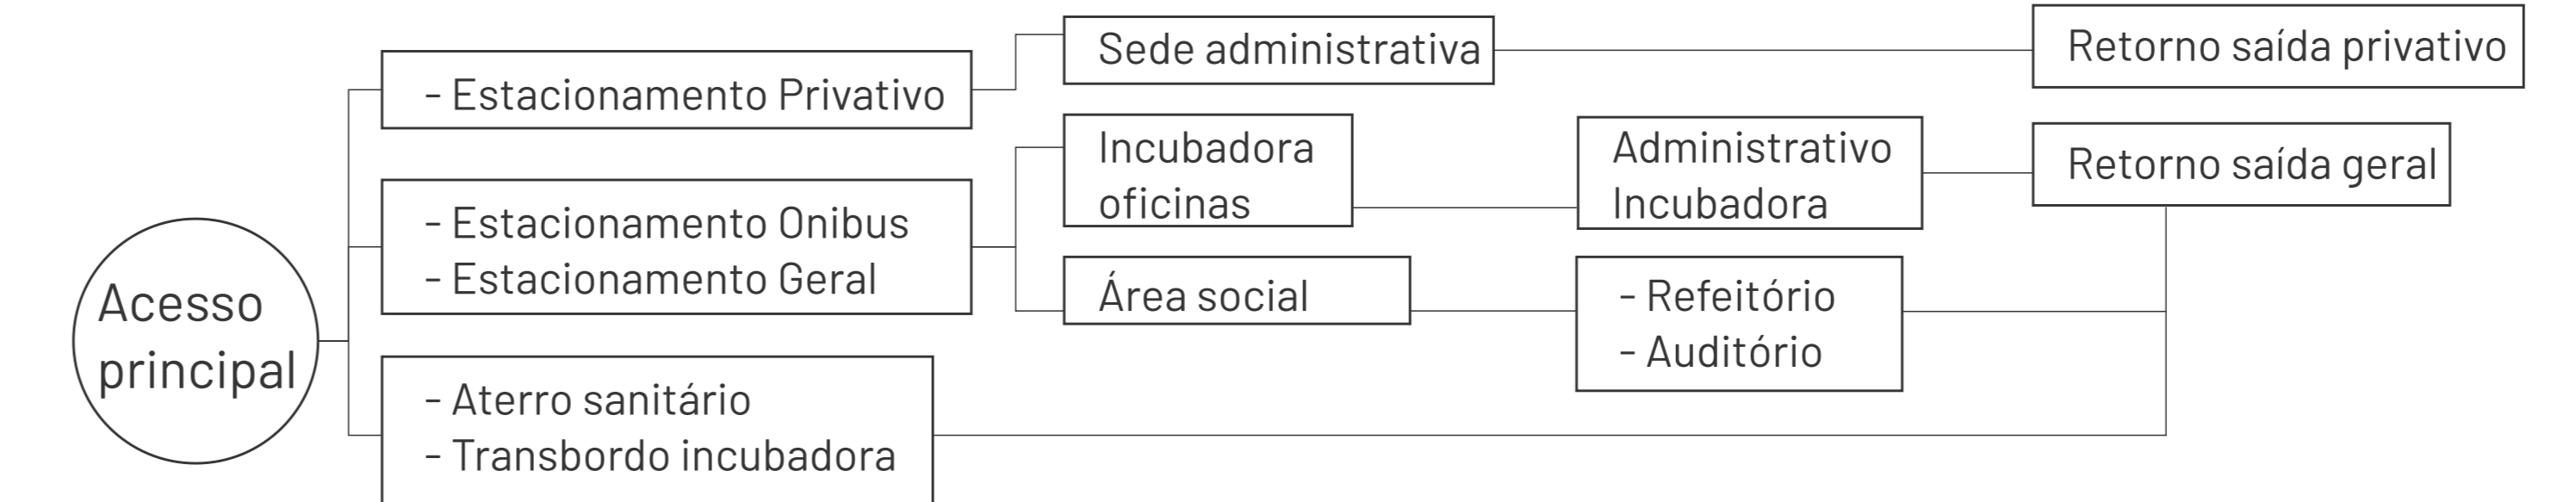 Acesso
principal
- Estacionamento Privativo
- Estacionamento Onibus
- Estacionamento Geral
- Aterro sanitário
- Transbordo incubadora
Sede administrativa
Incubadora
oficinas
Área social
Administrativo
Incubadora
- Refeitório
- Auditório
Retorno saída privativo
Retorno saída geral